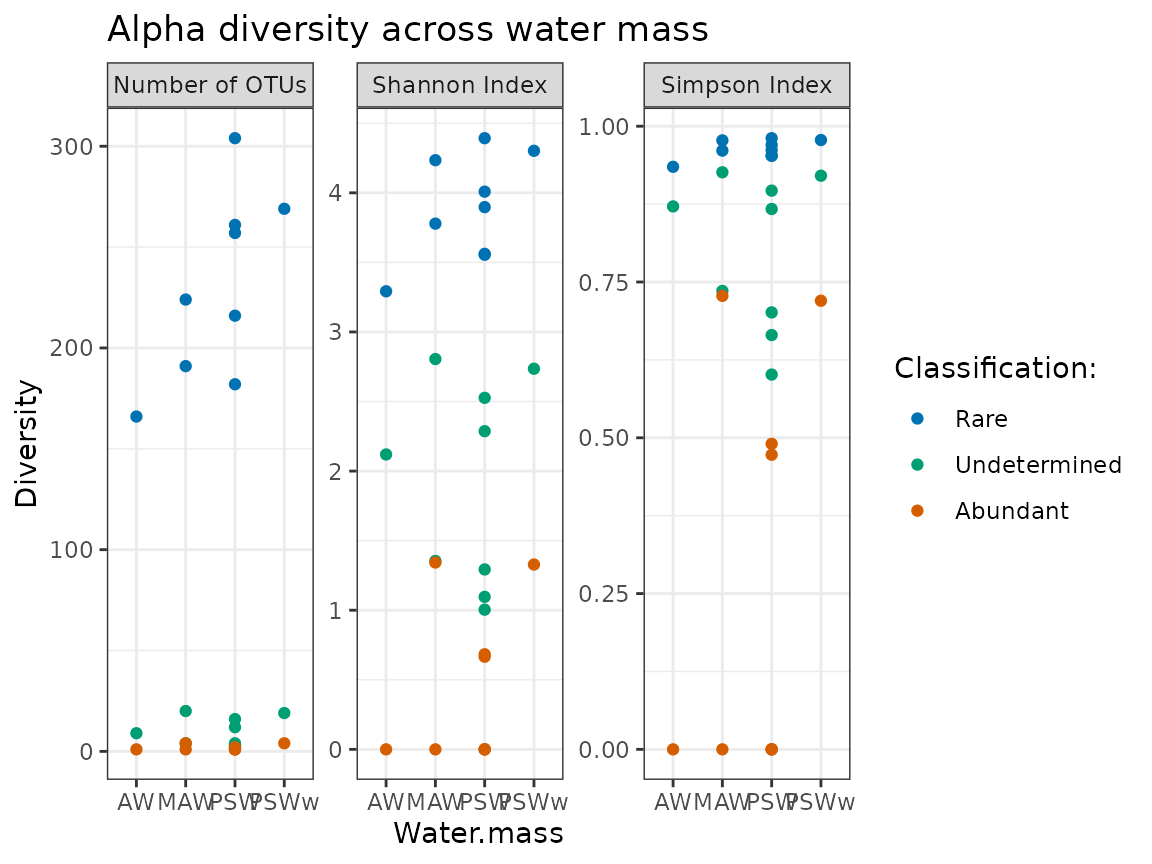 Alpha diversity across water mass
Number of OTUs
Shannon Index
Simpson Index
Diversity
300
200
100
0
4
3
2
1
0
1.00
0.75
0.50
0.25
0.00
AW MAW PSW PSWw
AW MAW PSW PSWw
AW MAW PSW PSWw
Water.mass
Classification:
Rare
Undetermined
Abundant